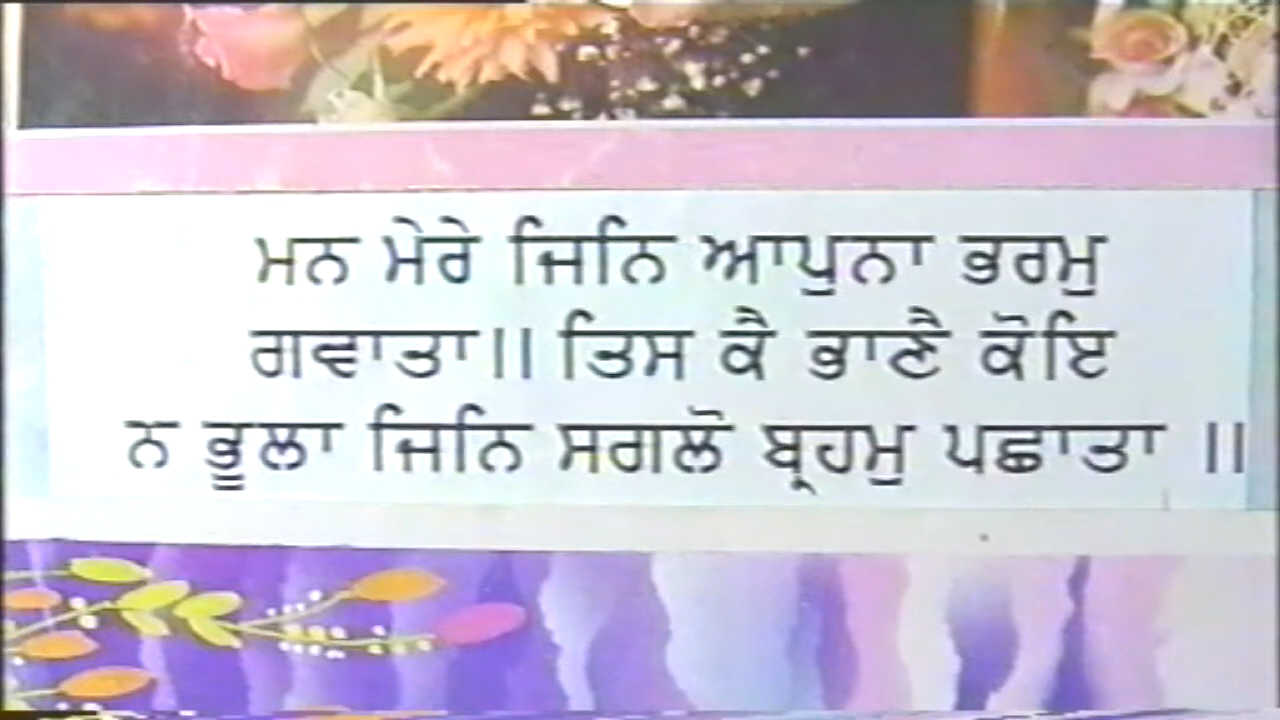 ਮਨ ਮੇਰੇ ਜਿਨਿ ਆਪੁਨਾ ਭਰਮੁ
ਗਵਾਤਾ॥ ਤਿਸ ਕੈ ਭਾਣੈ ਕੋਇ
ਨ ਭੂਲਾ ਜਿਨਿ ਸਗਲੋ ਬ੍ਰਹਮੁ ਪਛਾਤਾ ॥